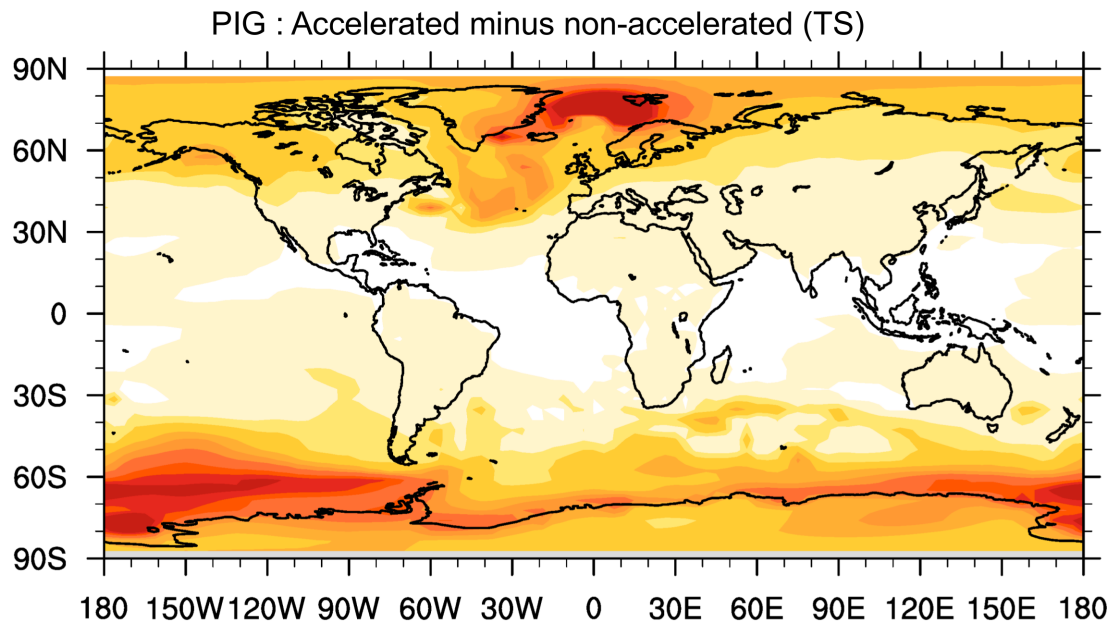 PIG : Accelerated minus non-accelerated (TS)
90N
60N
30N
0
30S
60S
90S
180 150W 120W 90W 60W 30W 0 30E 60E 90E 120E 150E 180